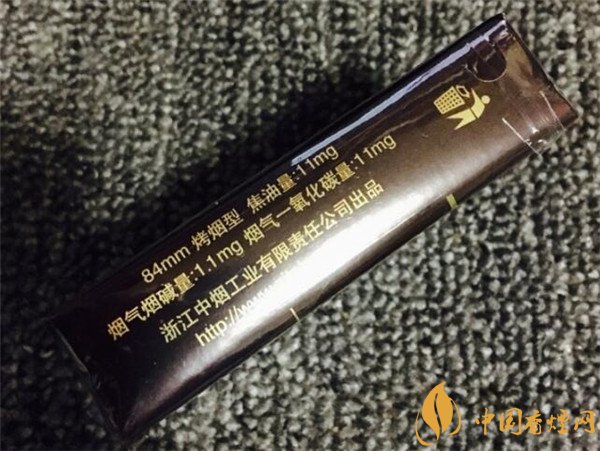 84mm 烤烟型 焦油量:11mg
烟气烟碱量:1.1mg 烟气一氧化碳量:11mg
浙江中烟工业有限责任公司出品
http://www.
中国香烟网